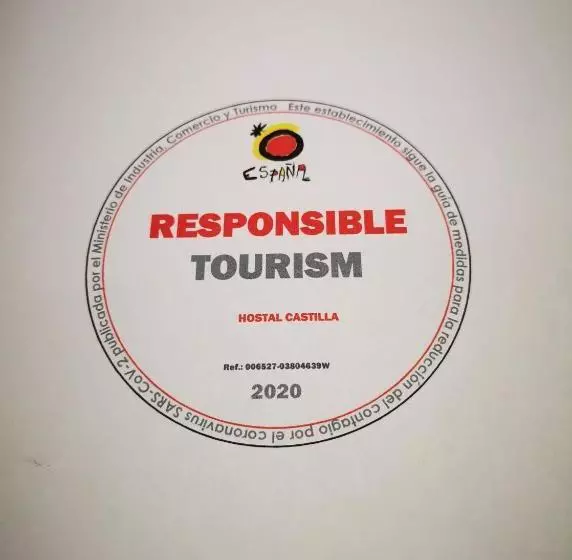 Este establecimiento sigue la guía de medidas para la reducción del contagio por el coronavirus SARS-CoV-2 publicada por el Ministerio de Industria, Comercio y Turismo
ESPAÑA
RESPONSIBLE
TOURISM
HOSTAL CASTILLA
Ref.: 006527-03804639W
2020